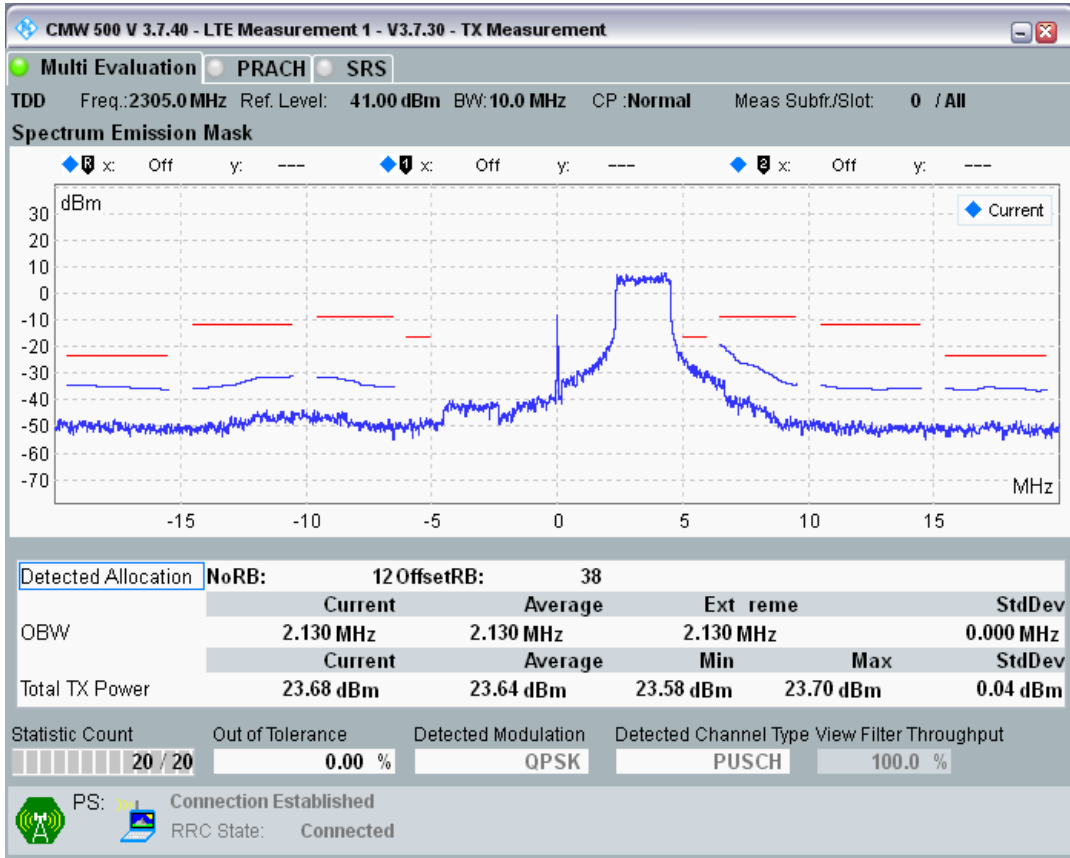 CMW 500 V 3.7.40 - LTE Measurement 1 - V3.7.30 - TX Measurement
Multi Evaluation PRACH SRS
TDD Freq.:2305.0 MHz Ref. Level: 41.00 dBm BW: 10.0 MHz CP :Normal Meas Subfr./Slot: 0 / All
Spectrum Emission Mask
R x: Off y: --- 1 x: Off y: --- 2 x: Off y: ---
dBm
Current
30
20
10
0
-10
-20
-30
-40
-50
-60
-70
MHz
-15 -10 -5 0 5 10 15
Detected Allocation NoRB: 12 OffsetRB: 38
Current Average Ext reme StdDev
OBW 2.130 MHz 2.130 MHz 2.130 MHz 0.000 MHz
Current Average Min Max StdDev
Total TX Power 23.68 dBm 23.64 dBm 23.58 dBm 23.70 dBm 0.04 dBm
Statistic Count Out of Tolerance Detected Modulation Detected Channel Type View Filter Throughput
20 / 20 0.00 % QPSK PUSCH 100.0 %
PS: Connection Established
RRC State: Connected